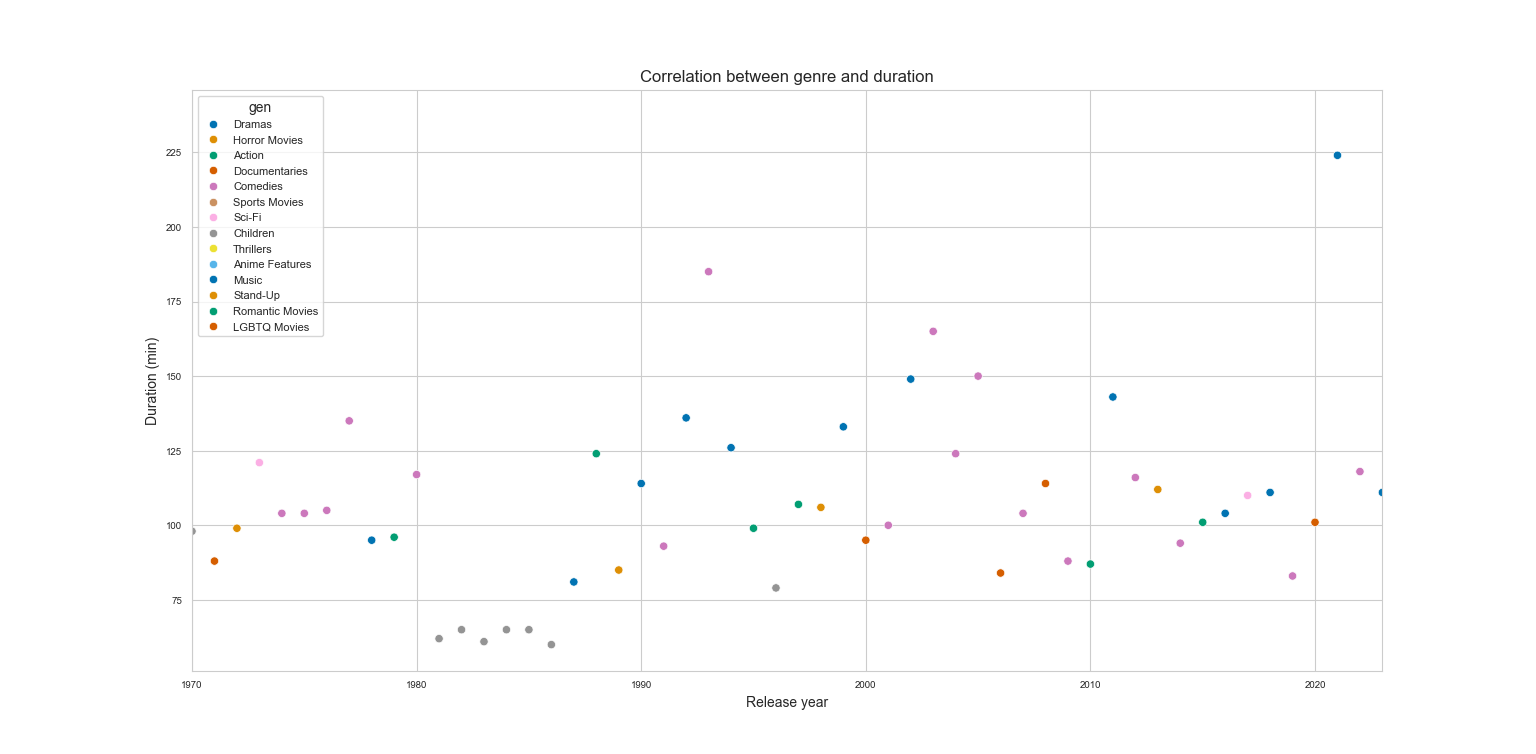 Correlation between genre and duration
gen
Dramas
Horror Movies
Action
Documentaries
Comedies
Sports Movies
Sci-Fi
Children
Thrillers
Anime Features
Music
Stand-Up
Romantic Movies
LGBTQ Movies
225
200
175
150
125
100
75
Duration (min)
1970 1980 1990 2000 2010 2020
Release year